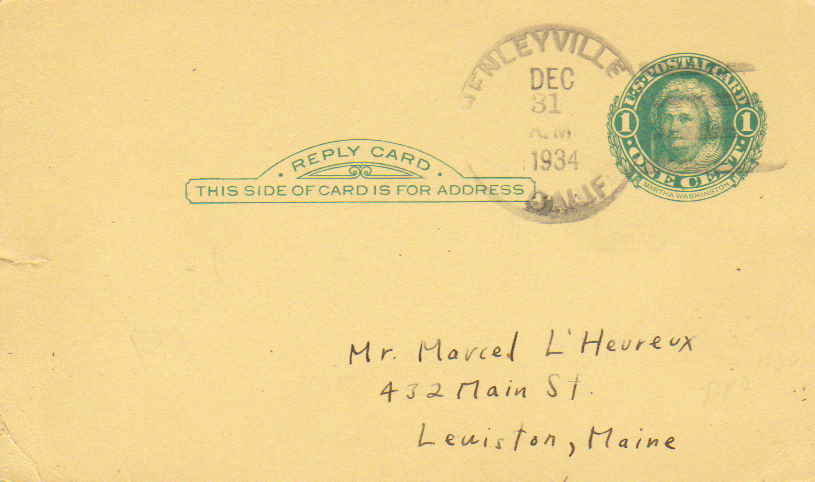 HENLEYVILLE
DEC
31
A.M.
1934
CALIF.
U·S·POSTAL CARD
1 1
·ONE CENT·
MARTHA WASHINGTON
· REPLY CARD ·
THIS SIDE OF CARD IS FOR ADDRESS
Mr. Marcel L'Heureux
432 Main St.
Lewiston, Maine